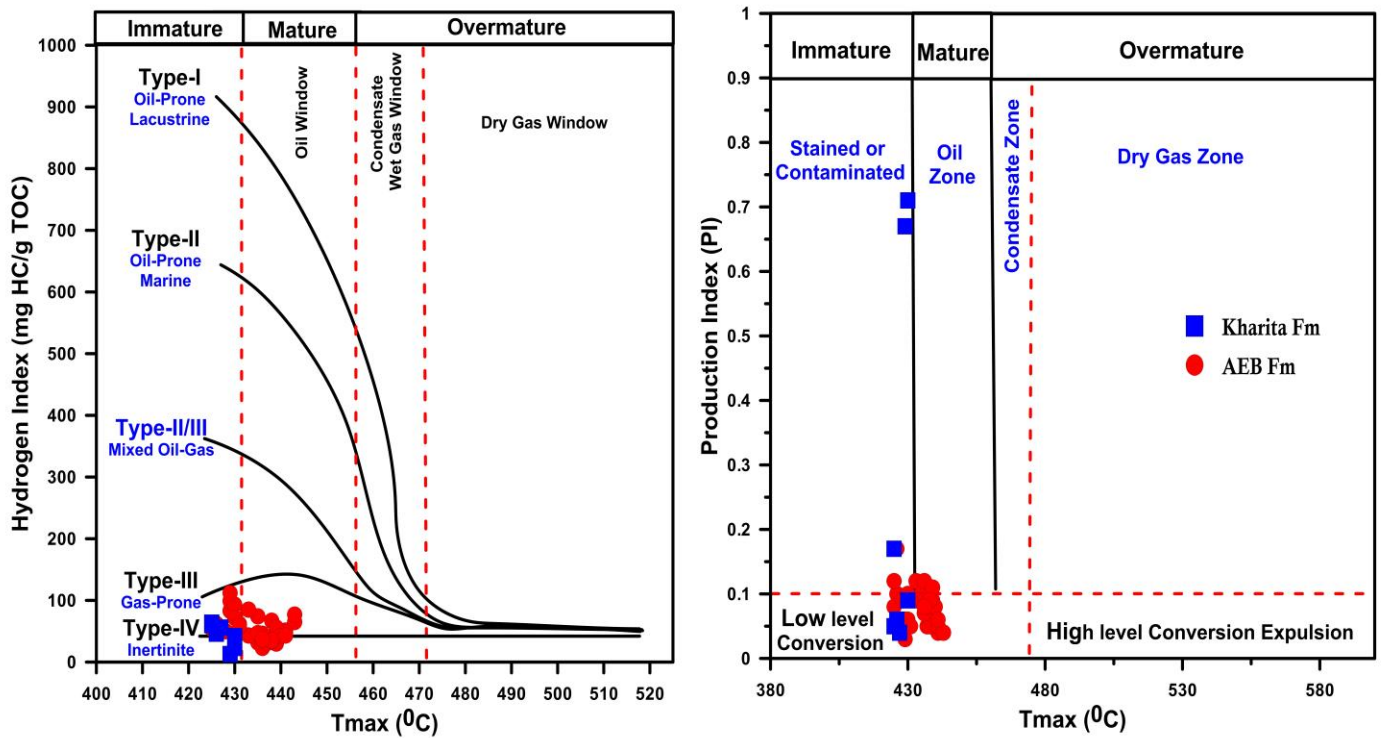 Immature Mature Overmature
1000
900
800
700
600
500
400
300
200
100
0
Hydrogen Index (mg HC/g TOC)
Type-I
Oil-Prone
Lacustrine
Type-II
Oil-Prone
Marine
Type-II/III
Mixed Oil-Gas
Type-III
Gas-Prone
Type-IV
Inertinite
Oil Window
Condensate
Wet Gas Window
Dry Gas Window
400 410 420 430 440 450 460 470 480 490 500 510 520
Tmax (⁰C)
Immature Mature Overmature
1
0.9
0.8
0.7
0.6
0.5
0.4
0.3
0.2
0.1
0
Production Index (PI)
Stained or
Contaminated
Oil
Zone
Condensate Zone
Dry Gas Zone
Kharita Fm
AEB Fm
Low level
Conversion
High level Conversion Expulsion
380 430 480 530 580
Tmax (⁰C)